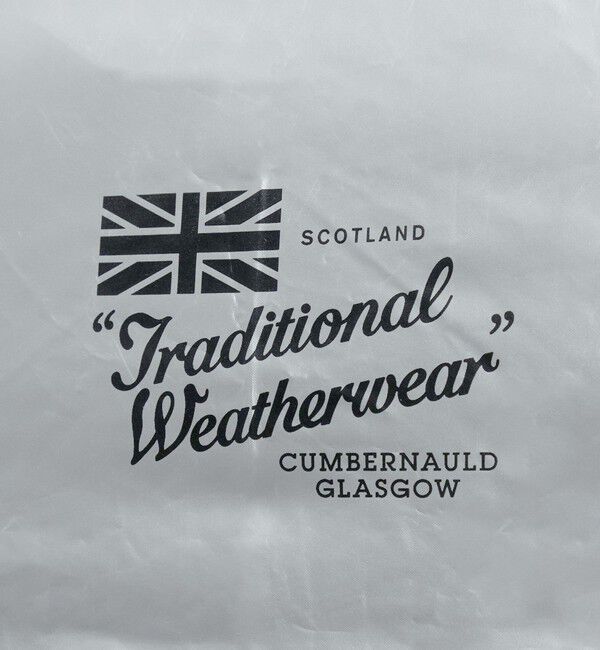 SCOTLAND
“Traditional
Weatherwear”
CUMBERNAULD
GLASGOW